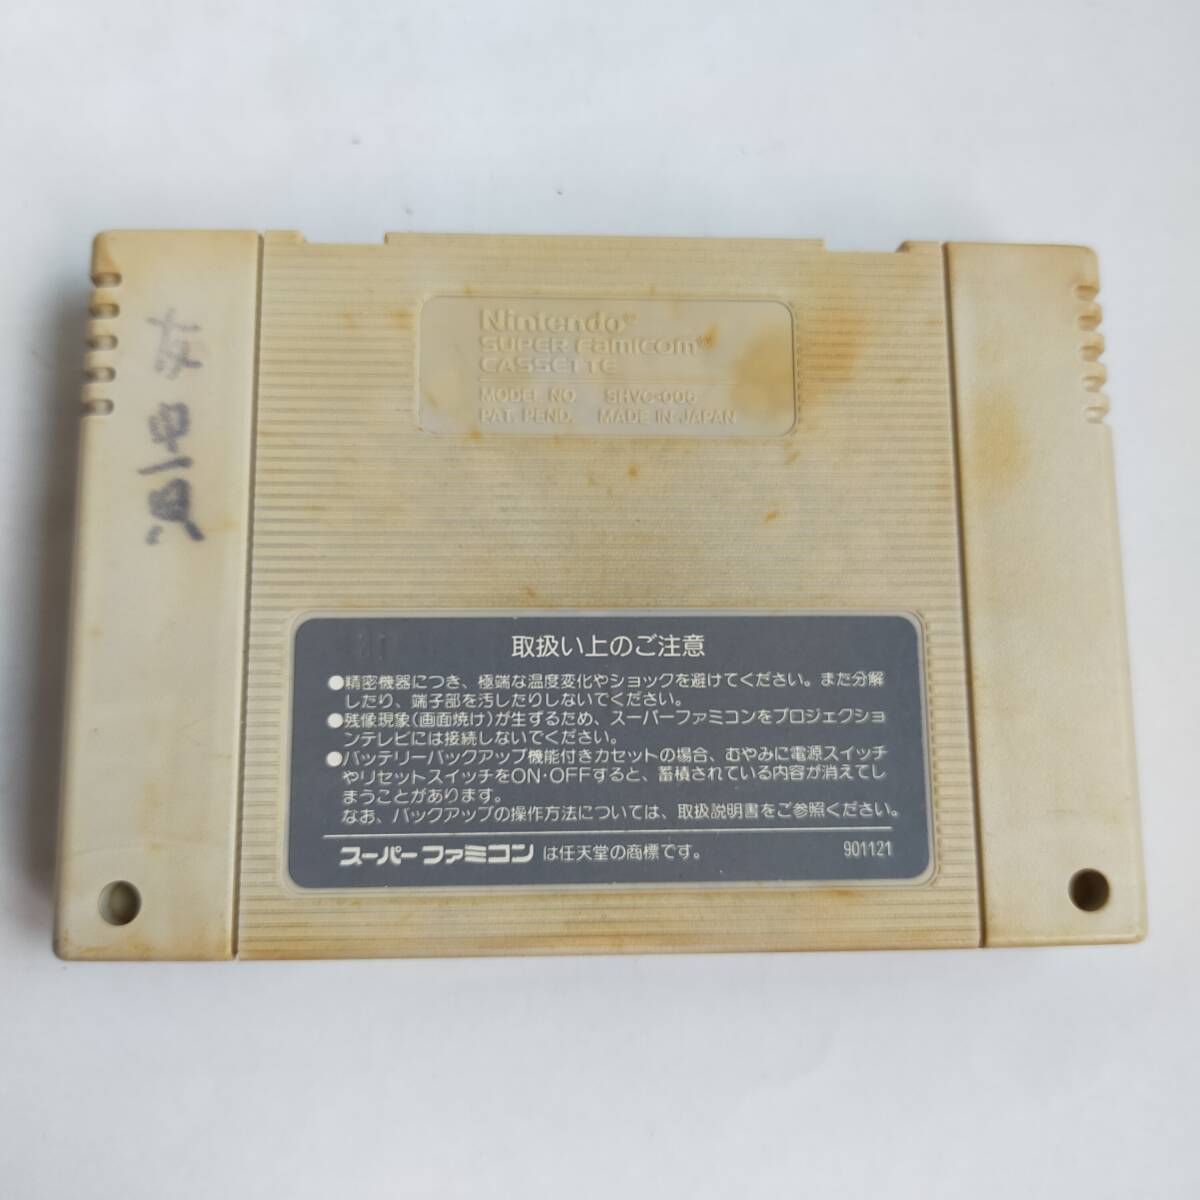 Nintendo®
SUPER Famicom®
CASSETTE
MODEL NO SHVC-006
PAT. PEND. MADE IN JAPAN
取扱い上のご注意
●精密機器につき、極端な温度変化やショックを避けてください。また分解
したり、端子部を汚したりしないでください。
●残像現象(画面焼け)が生ずるため、スーパーファミコンをプロジェクショ
ンテレビには接続しないでください。
●バッテリーバックアップ機能付きカセットの場合、むやみに電源スイッチ
やリセットスイッチをON・OFFすると、蓄積されている内容が消えてし
まうことがあります。
なお、バックアップの操作方法については、取扱説明書をご参照ください。
スーパーファミコン は任天堂の商標です。 901121